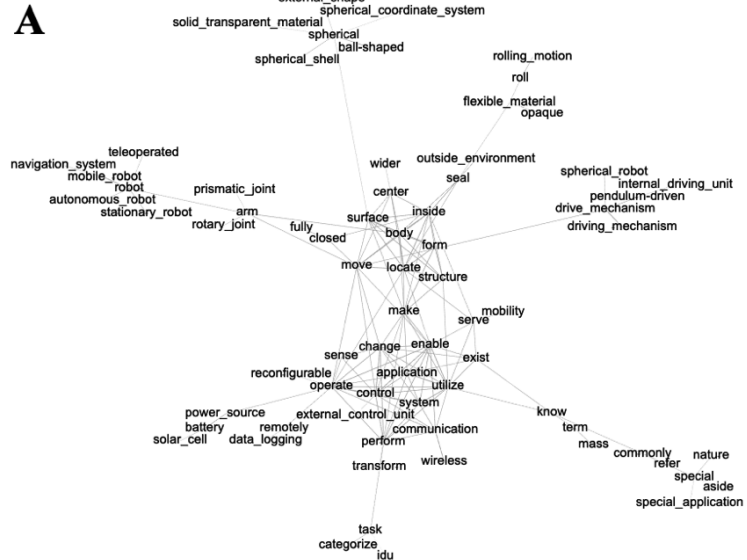 A
external_shape
spherical_coordinate_system
solid_transparent_material
spherical
ball-shaped
spherical_shell
rolling_motion
roll
flexible_material
opaque
teleoperated
navigation_system
mobile_robot
robot
autonomous_robot
stationary_robot
prismatic_joint
arm
rotary_joint
wider
outside_environment
seal
center
inside
surface
body
form
fully
closed
move
locate
structure
spherical_robot
internal_driving_unit
pendulum-driven
drive_mechanism
driving_mechanism
make
mobility
serve
change
enable
sense
exist
reconfigurable
application
operate
control
utilize
system
power_source
external_control_unit
battery
remotely
communication
solar_cell
data_logging
perform
transform
wireless
know
term
mass
commonly
refer
nature
special
aside
special_application
task
categorize
idu